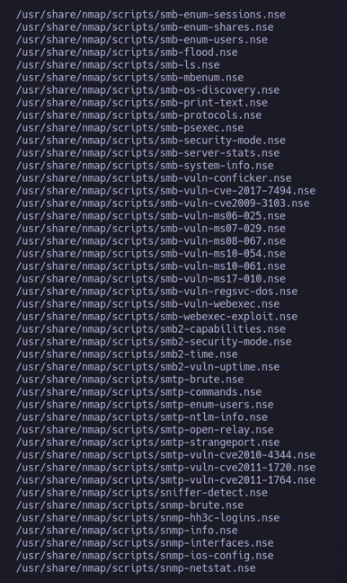 /usr/share/nmap/scripts/smb-enum-sessions.nse
/usr/share/nmap/scripts/smb-enum-shares.nse
/usr/share/nmap/scripts/smb-enum-users.nse
/usr/share/nmap/scripts/smb-flood.nse
/usr/share/nmap/scripts/smb-ls.nse
/usr/share/nmap/scripts/smb-mbenum.nse
/usr/share/nmap/scripts/smb-os-discovery.nse
/usr/share/nmap/scripts/smb-print-text.nse
/usr/share/nmap/scripts/smb-protocols.nse
/usr/share/nmap/scripts/smb-psexec.nse
/usr/share/nmap/scripts/smb-security-mode.nse
/usr/share/nmap/scripts/smb-server-stats.nse
/usr/share/nmap/scripts/smb-system-info.nse
/usr/share/nmap/scripts/smb-vuln-conficker.nse
/usr/share/nmap/scripts/smb-vuln-cve-2017-7494.nse
/usr/share/nmap/scripts/smb-vuln-cve2009-3103.nse
/usr/share/nmap/scripts/smb-vuln-ms06-025.nse
/usr/share/nmap/scripts/smb-vuln-ms07-029.nse
/usr/share/nmap/scripts/smb-vuln-ms08-067.nse
/usr/share/nmap/scripts/smb-vuln-ms10-054.nse
/usr/share/nmap/scripts/smb-vuln-ms10-061.nse
/usr/share/nmap/scripts/smb-vuln-ms17-010.nse
/usr/share/nmap/scripts/smb-vuln-regsvc-dos.nse
/usr/share/nmap/scripts/smb-vuln-webexec.nse
/usr/share/nmap/scripts/smb-webexec-exploit.nse
/usr/share/nmap/scripts/smb2-capabilities.nse
/usr/share/nmap/scripts/smb2-security-mode.nse
/usr/share/nmap/scripts/smb2-time.nse
/usr/share/nmap/scripts/smb2-vuln-uptime.nse
/usr/share/nmap/scripts/smtp-brute.nse
/usr/share/nmap/scripts/smtp-commands.nse
/usr/share/nmap/scripts/smtp-enum-users.nse
/usr/share/nmap/scripts/smtp-ntlm-info.nse
/usr/share/nmap/scripts/smtp-open-relay.nse
/usr/share/nmap/scripts/smtp-strangeport.nse
/usr/share/nmap/scripts/smtp-vuln-cve2010-4344.nse
/usr/share/nmap/scripts/smtp-vuln-cve2011-1720.nse
/usr/share/nmap/scripts/smtp-vuln-cve2011-1764.nse
/usr/share/nmap/scripts/sniffer-detect.nse
/usr/share/nmap/scripts/snmp-brute.nse
/usr/share/nmap/scripts/snmp-hh3c-logins.nse
/usr/share/nmap/scripts/snmp-info.nse
/usr/share/nmap/scripts/snmp-interfaces.nse
/usr/share/nmap/scripts/snmp-ios-config.nse
/usr/share/nmap/scripts/snmp-netstat.nse